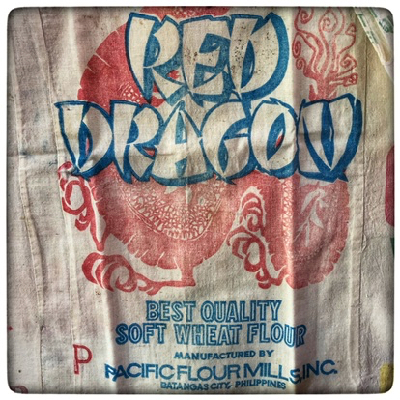 RED
DRAGON
BEST QUALITY
SOFT WHEAT FLOUR
MANUFACTURED BY
P
PACIFIC FLOUR MILLS, INC.
BATANGAS CITY, PHILIPPINES